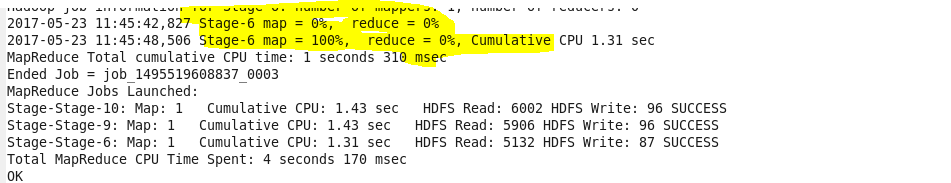 Hadoop job information for Stage-6: number of mappers: 1; number of reducers: 0
2017-05-23 11:45:42,827 Stage-6 map = 0%,  reduce = 0%
2017-05-23 11:45:48,506 Stage-6 map = 100%,  reduce = 0%, Cumulative CPU 1.31 sec
MapReduce Total cumulative CPU time: 1 seconds 310 msec
Ended Job = job_1495519608837_0003
MapReduce Jobs Launched:
Stage-Stage-10: Map: 1   Cumulative CPU: 1.43 sec   HDFS Read: 6002 HDFS Write: 96 SUCCESS
Stage-Stage-9: Map: 1   Cumulative CPU: 1.43 sec   HDFS Read: 5906 HDFS Write: 96 SUCCESS
Stage-Stage-6: Map: 1   Cumulative CPU: 1.31 sec   HDFS Read: 5132 HDFS Write: 87 SUCCESS
Total MapReduce CPU Time Spent: 4 seconds 170 msec
OK